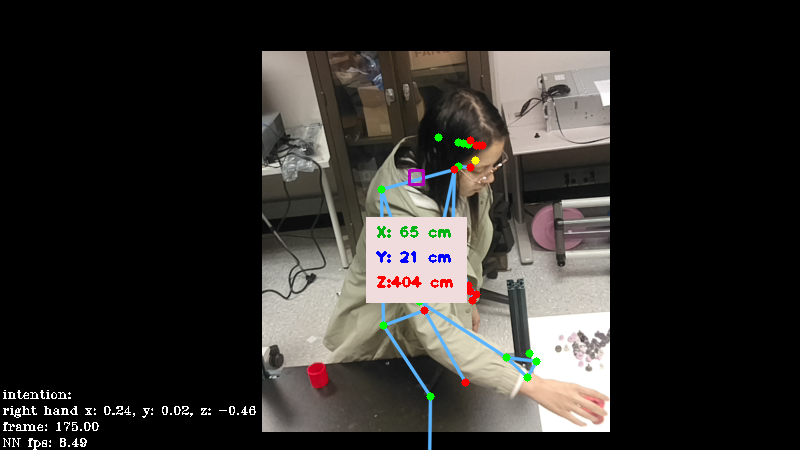 X: 65 cm
Y: 21 cm
Z:404 cm
intention:
right hand x: 0.24, y: 0.02, z: -0.46
frame: 175.00
NN fps: 8.49